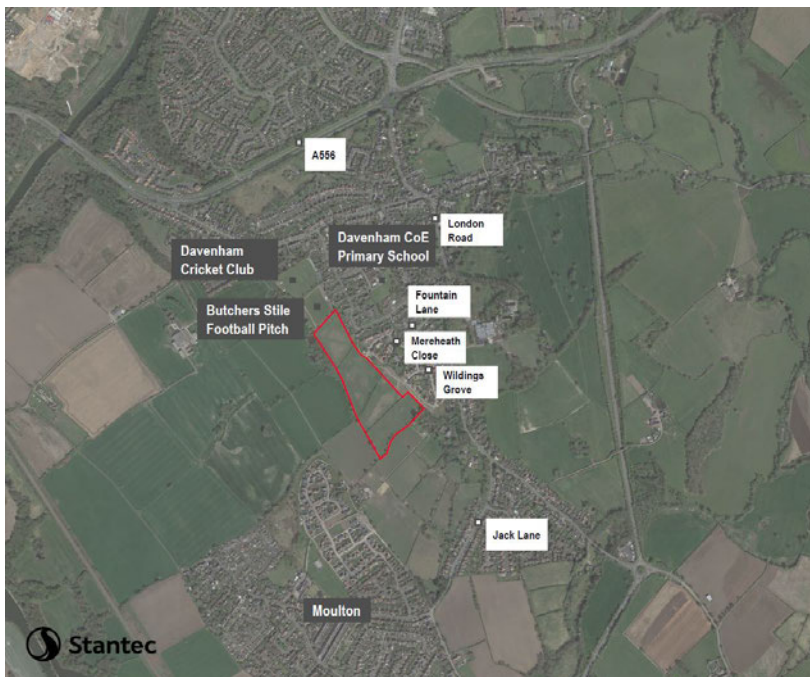 A556
London
Road
Davenham
Cricket Club
Davenham CoE
Primary School
Butchers Stile
Football Pitch
Fountain
Lane
Mereheath
Close
Wildings
Grove
Jack Lane
Moulton
Stantec